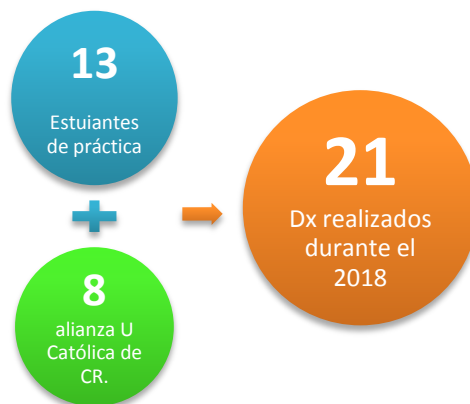 13
Estuiantes
de práctica
8
alianza U
Católica de
CR.
21
Dx realizados
durante el
2018